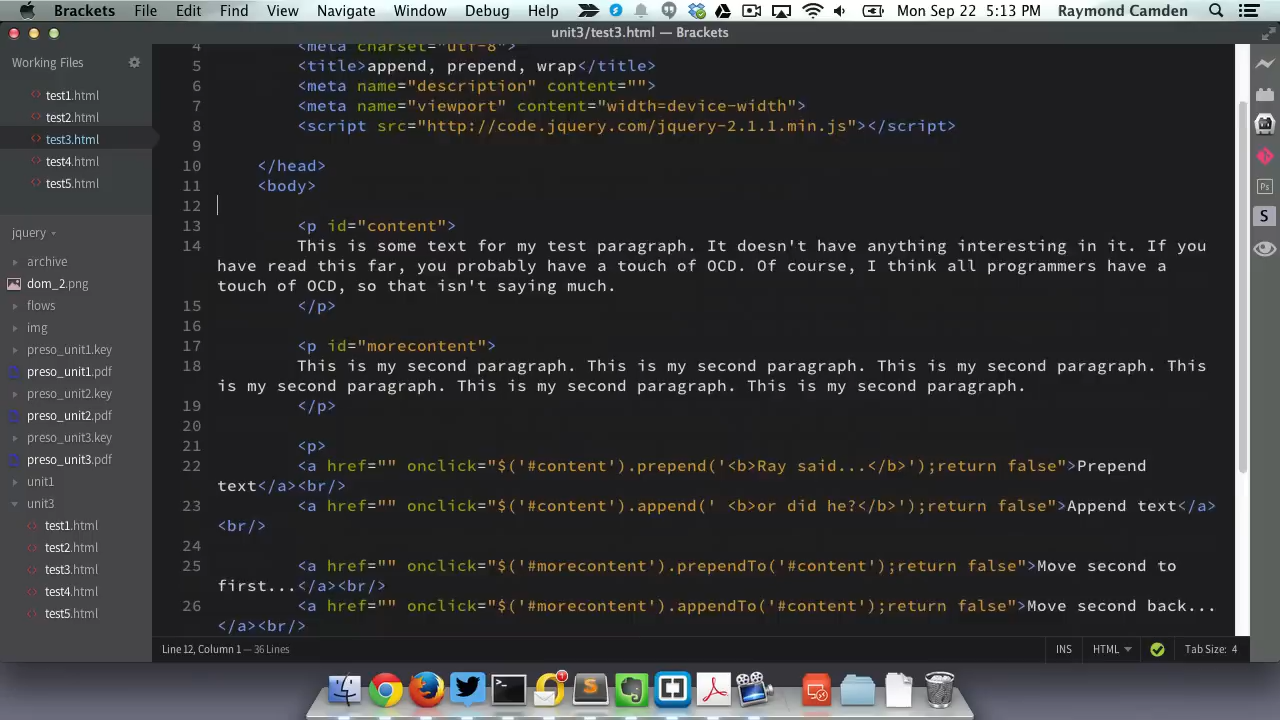 Brackets File Edit Find View Navigate Window Debug Help Mon Sep 22 5:13 PM Raymond Camden
unit3/test3.html — Brackets
Working Files
test1.html
test2.html
test3.html
test4.html
test5.html
jquery
archive
dom_2.png
flows
img
preso_unit1.key
preso_unit1.pdf
preso_unit2.key
preso_unit2.pdf
preso_unit3.key
preso_unit3.pdf
unit1
unit3
test1.html
test2.html
test3.html
test4.html
test5.html
4 <meta charset="utf-8">
5 <title>append, prepend, wrap</title>
6 <meta name="description" content="">
7 <meta name="viewport" content="width=device-width">
8 <script src="http://code.jquery.com/jquery-2.1.1.min.js"></script>
9
10 </head>
11 <body>
12
13 <p id="content">
14 This is some text for my test paragraph. It doesn't have anything interesting in it. If you
have read this far, you probably have a touch of OCD. Of course, I think all programmers have a
touch of OCD, so that isn't saying much.
15 </p>
16
17 <p id="morecontent">
18 This is my second paragraph. This is my second paragraph. This is my second paragraph. This
is my second paragraph. This is my second paragraph. This is my second paragraph.
19 </p>
20
21 <p>
22 <a href="" onclick="$('#content').prepend('<b>Ray said...</b>');return false">Prepend
text</a><br/>
23 <a href="" onclick="$('#content').append(' <b>or did he?</b>');return false">Append text</a>
<br/>
24
25 <a href="" onclick="$('#morecontent').prependTo('#content');return false">Move second to
first...</a><br/>
26 <a href="" onclick="$('#morecontent').appendTo('#content');return false">Move second back...
</a><br/>
Line 12, Column 1 — 36 Lines
INS HTML Tab Size: 4
Ps
S